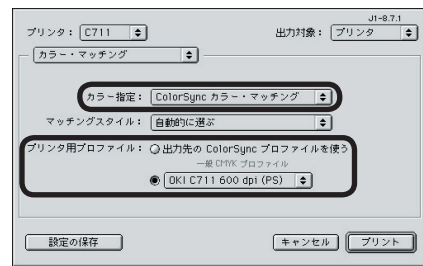 J1-8.7.1
プリンタ： C711 出力対象： プリンタ
カラー・マッチング
カラー指定： ColorSync カラー・マッチング
マッチングスタイル： 自動的に選ぶ
プリンタ用プロファイル： 出力先の ColorSync プロファイルを使う
一般 CMYK プロファイル
OKI C711 600 dpi (PS)
設定の保存 キャンセル プリント